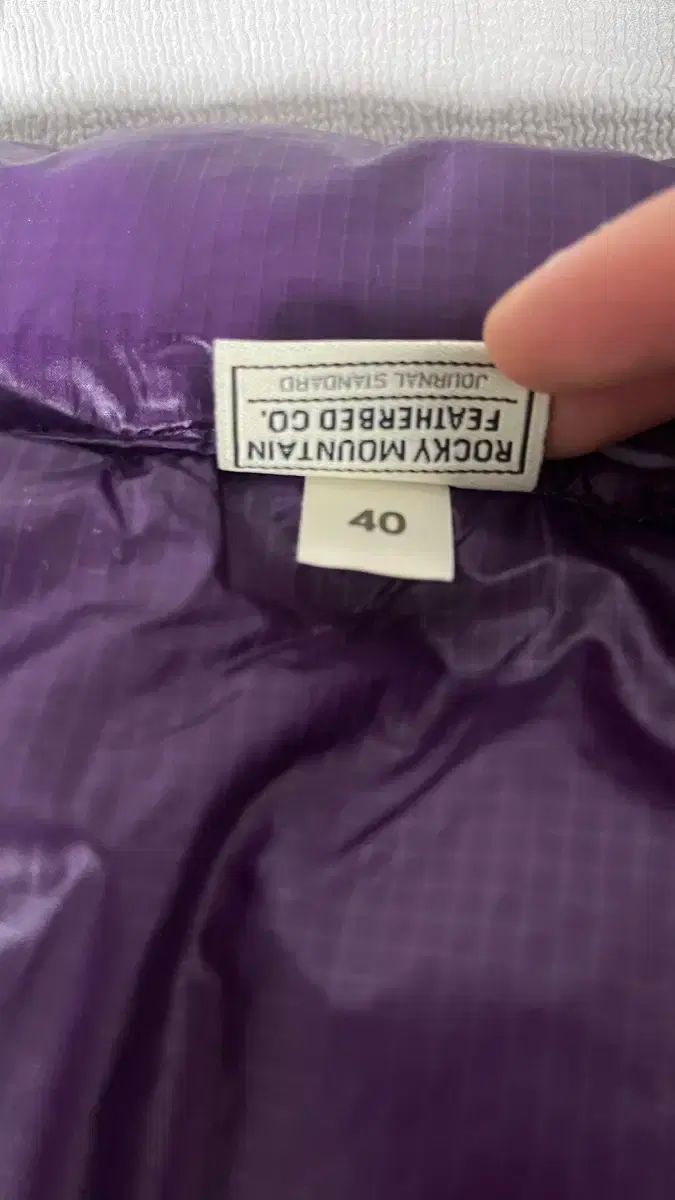 ROCKY MOUNTAIN
FEATHERBED CO.
JOURNAL STANDARD
40